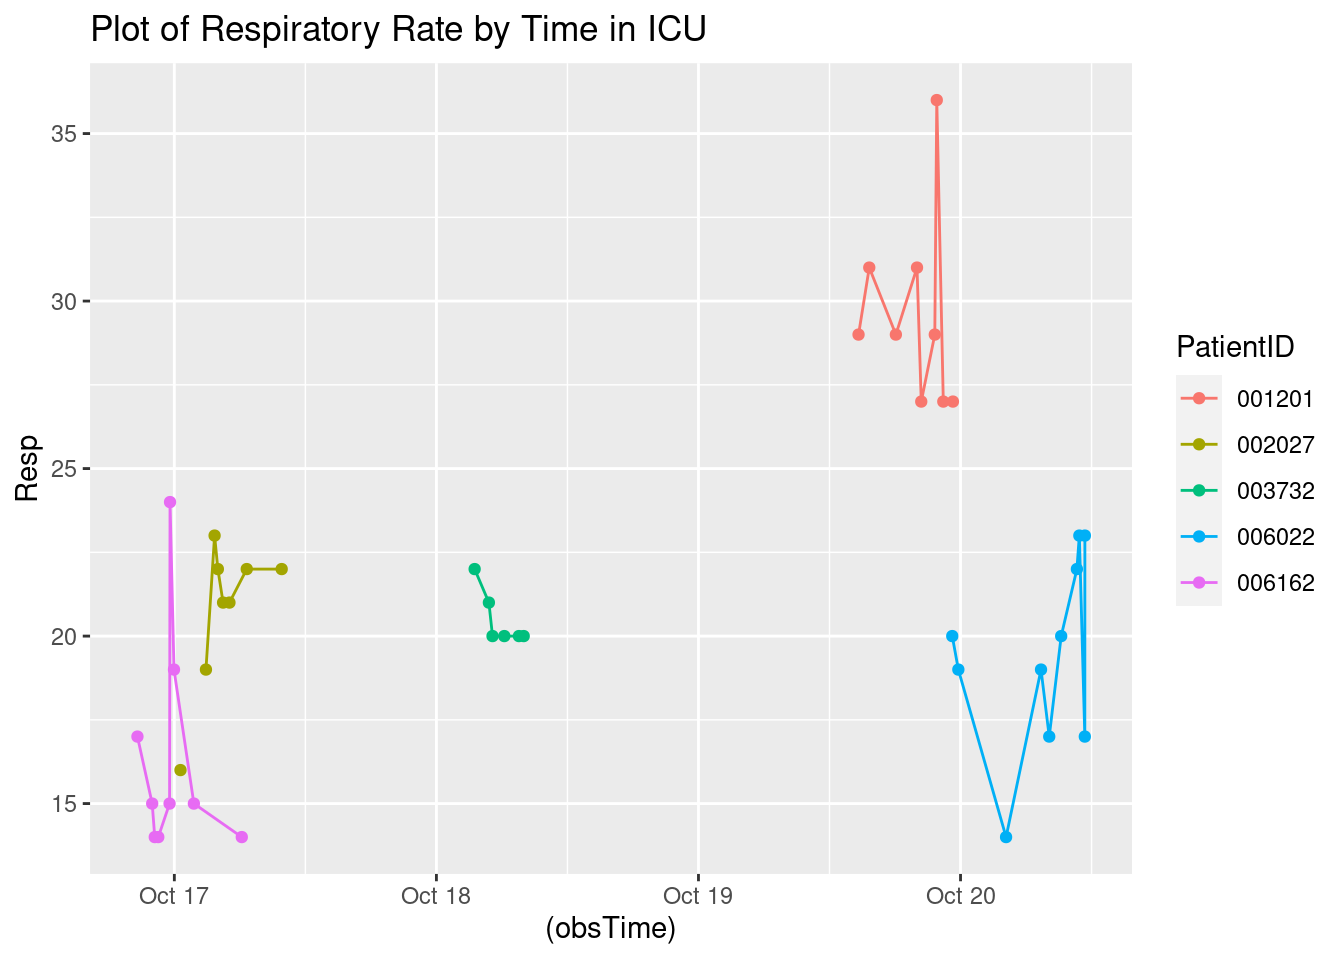 Plot of Respiratory Rate by Time in ICU
Resp
35
30
25
20
15
Oct 17
Oct 18
Oct 19
Oct 20
(obsTime)
PatientID
001201
002027
003732
006022
006162